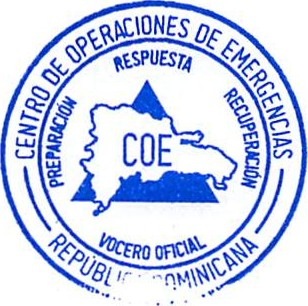 CENTRO DE OPERACIONES DE EMERGENCIAS
PREPARACIÓN
RESPUESTA
RECUPERACIÓN
COE
VOCERO OFICIAL
REPÚBLICA DOMINICANA